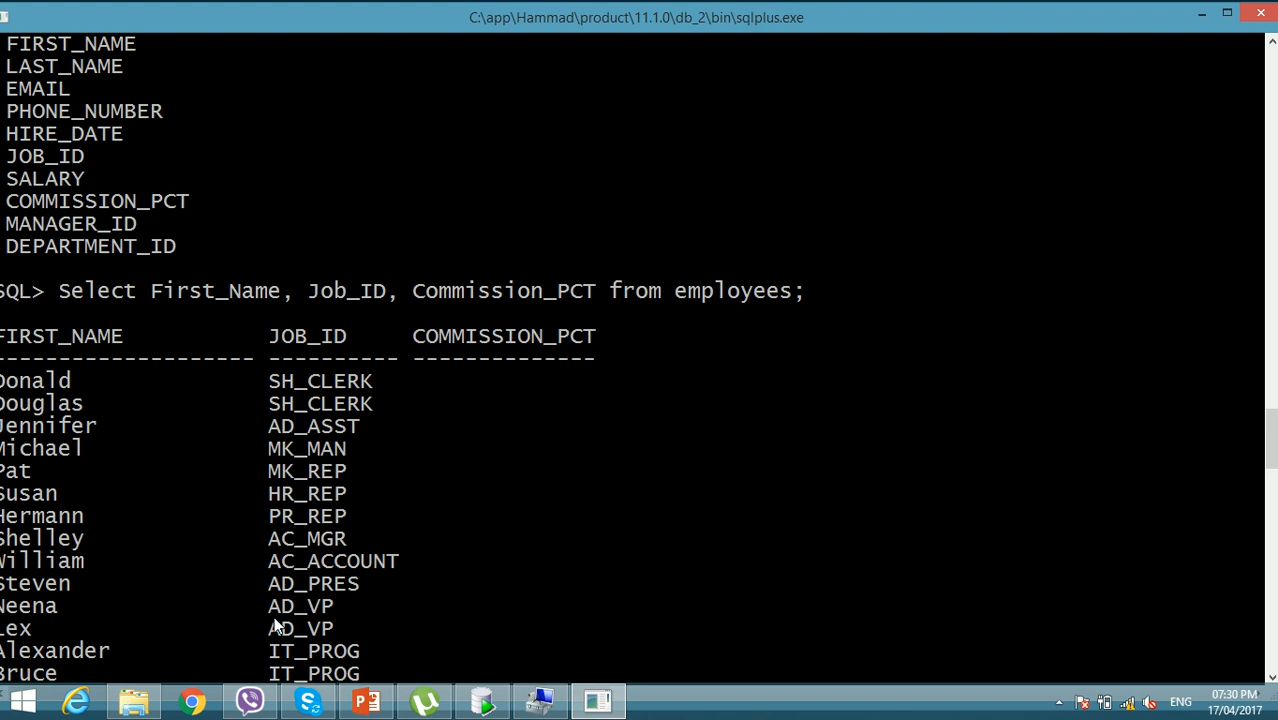 C:\app\Hammad\product\11.1.0\db_2\bin\sqlplus.exe
FIRST_NAME
LAST_NAME
EMAIL
PHONE_NUMBER
HIRE_DATE
JOB_ID
SALARY
COMMISSION_PCT
MANAGER_ID
DEPARTMENT_ID
SQL> Select First_Name, Job_ID, Commission_PCT from employees;
FIRST_NAME JOB_ID COMMISSION_PCT
-------------------- ---------- --------------
Donald SH_CLERK
Douglas SH_CLERK
Jennifer AD_ASST
Michael MK_MAN
Pat MK_REP
Susan HR_REP
Hermann PR_REP
Shelley AC_MGR
William AC_ACCOUNT
Steven AD_PRES
Neena AD_VP
Lex AD_VP
Alexander IT_PROG
Bruce IT_PROG
ENG
07:30 PM
17/04/2017